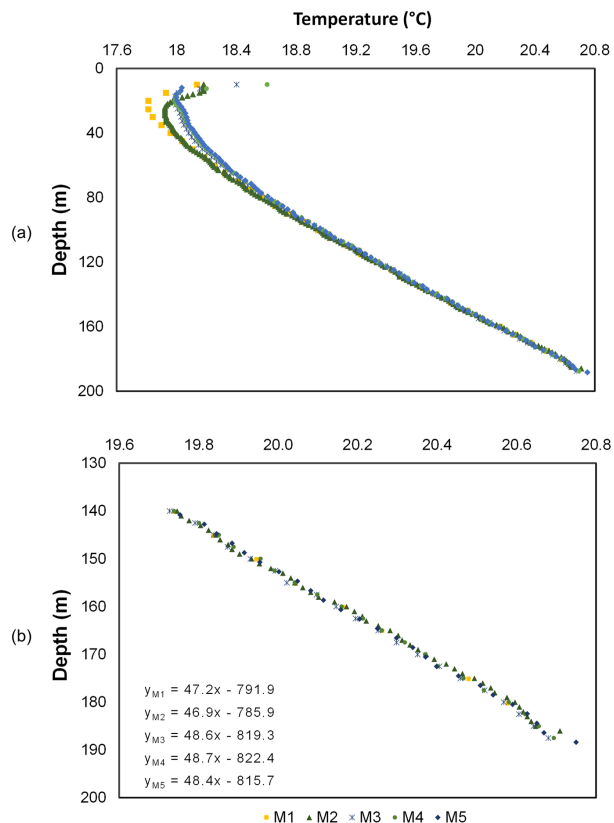 Temperature (°C)
17.6 18 18.4 18.8 19.2 19.6 20 20.4 20.8
0
40
80
120
160
200
Depth (m)
(a)
19.6 19.8 20.0 20.2 20.4 20.6 20.8
130
140
150
160
170
180
190
200
Depth (m)
(b)
yM1 = 47.2x - 791.9
yM2 = 46.9x - 785.9
yM3 = 48.6x - 819.3
yM4 = 48.7x - 822.4
yM5 = 48.4x - 815.7
M1 M2 M3 M4 M5